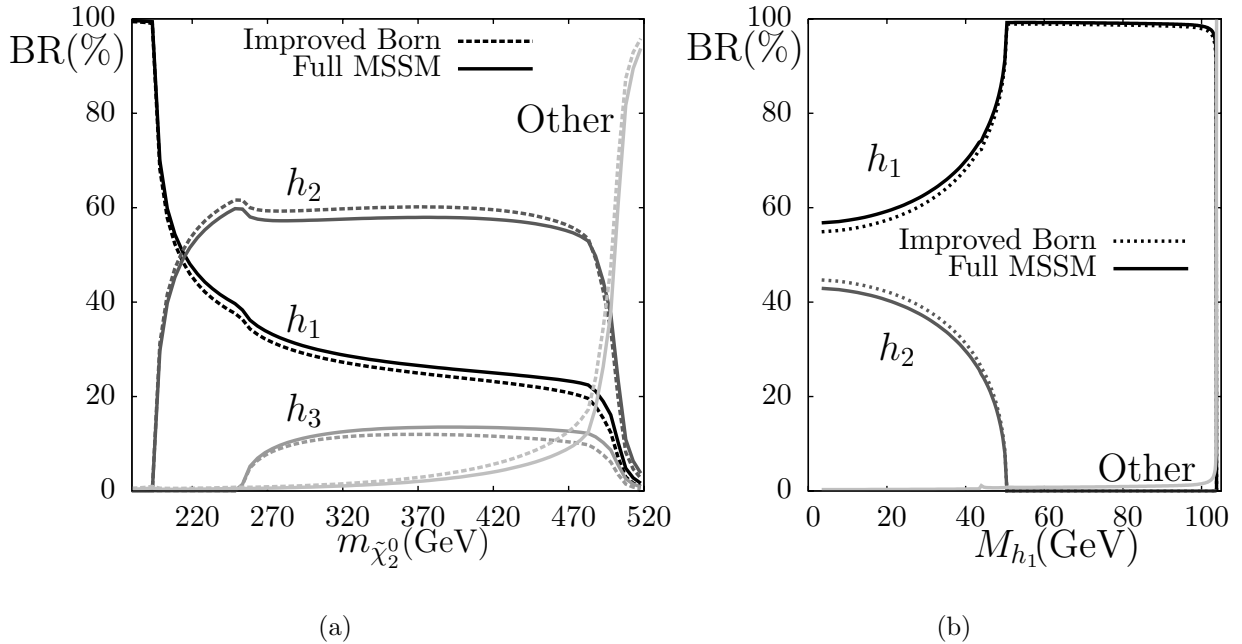 100
BR(%)
80
60
40
20
0
Improved Born
Full MSSM
Other
h₂
h₁
h₃
220 270 320 370 420 470 520
m_{χ̃⁰₂}(GeV)
(a)
100
BR(%)
80
60
40
20
0
h₁
Improved Born
Full MSSM
h₂
Other
0 20 40 60 80 100
M_{h₁}(GeV)
(b)